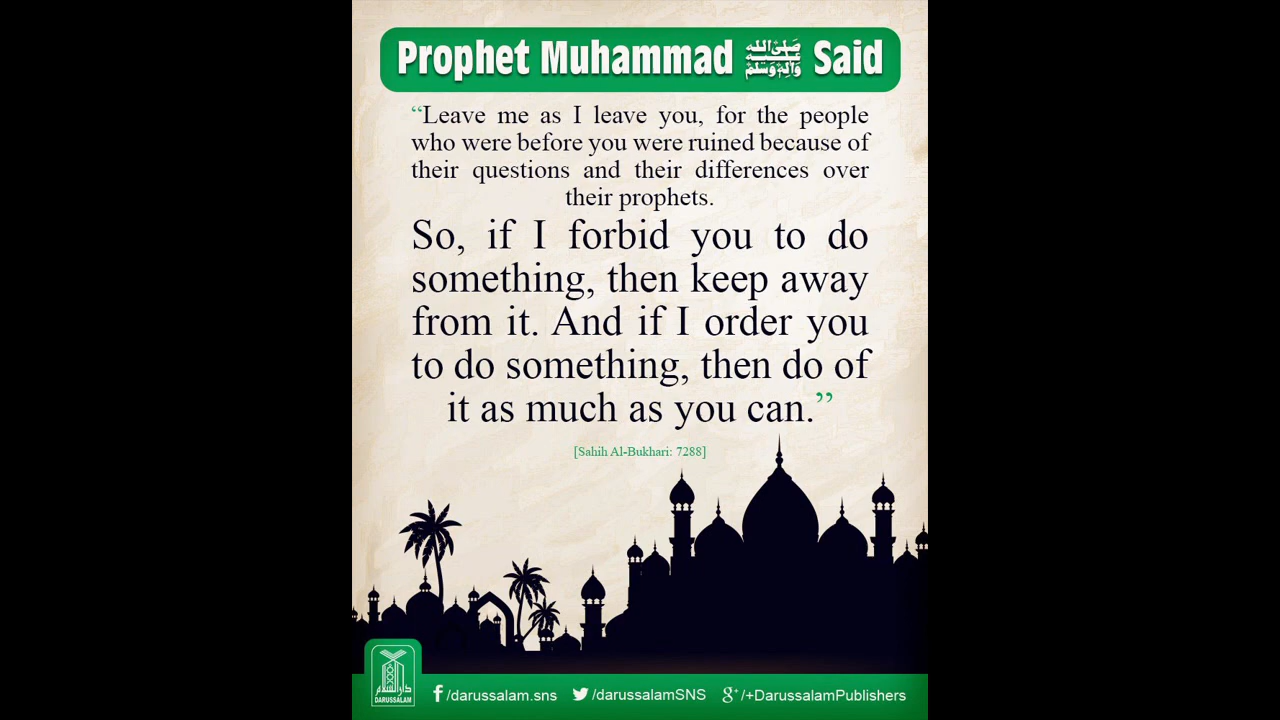 Prophet Muhammad ﷺ Said
“Leave me as I leave you, for the people
who were before you were ruined because of
their questions and their differences over
their prophets.
So, if I forbid you to do
something, then keep away
from it. And if I order you
to do something, then do of
it as much as you can.”
[Sahih Al-Bukhari: 7288]
دار السلام
DARUSSALAM
f /darussalam.sns /darussalamSNS g+ /+DarussalamPublishers